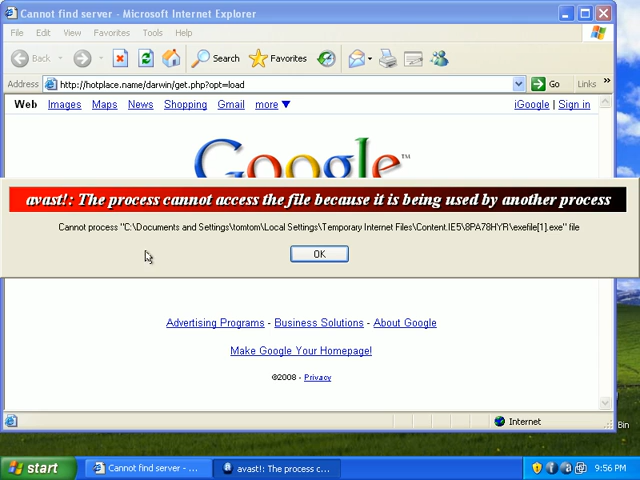 Cannot find server - Microsoft Internet Explorer
File Edit View Favorites Tools Help
Back Search Favorites
Address http://hotplace.name/darwin/get.php?opt=load Go Links »
Web Images Maps News Shopping Gmail more ▼ iGoogle | Sign in
Google™
avast!: The process cannot access the file because it is being used by another process
Cannot process "C:\Documents and Settings\tomtom\Local Settings\Temporary Internet Files\Content.IE5\8PA78HYR\exefile[1].exe" file
OK
Advertising Programs - Business Solutions - About Google
Make Google Your Homepage!
©2008 - Privacy
Internet
Bin
start Cannot find server - ... avast!: The process c... 9:56 PM